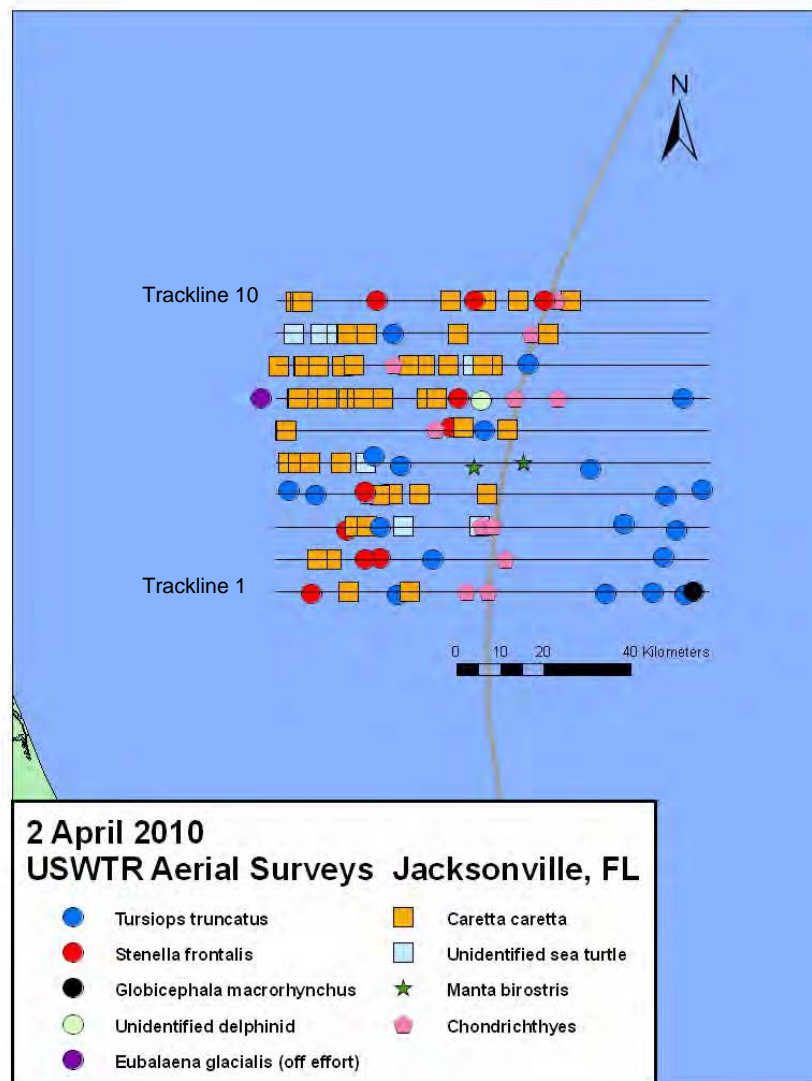 N
Trackline 10
Trackline 1
0 10 20 40 Kilometers
2 April 2010
USWTR Aerial Surveys Jacksonville, FL
Tursiops truncatus
Caretta caretta
Stenella frontalis
Unidentified sea turtle
Globicephala macrorhynchus
Manta birostris
Unidentified delphinid
Chondrichthyes
Eubalaena glacialis (off effort)